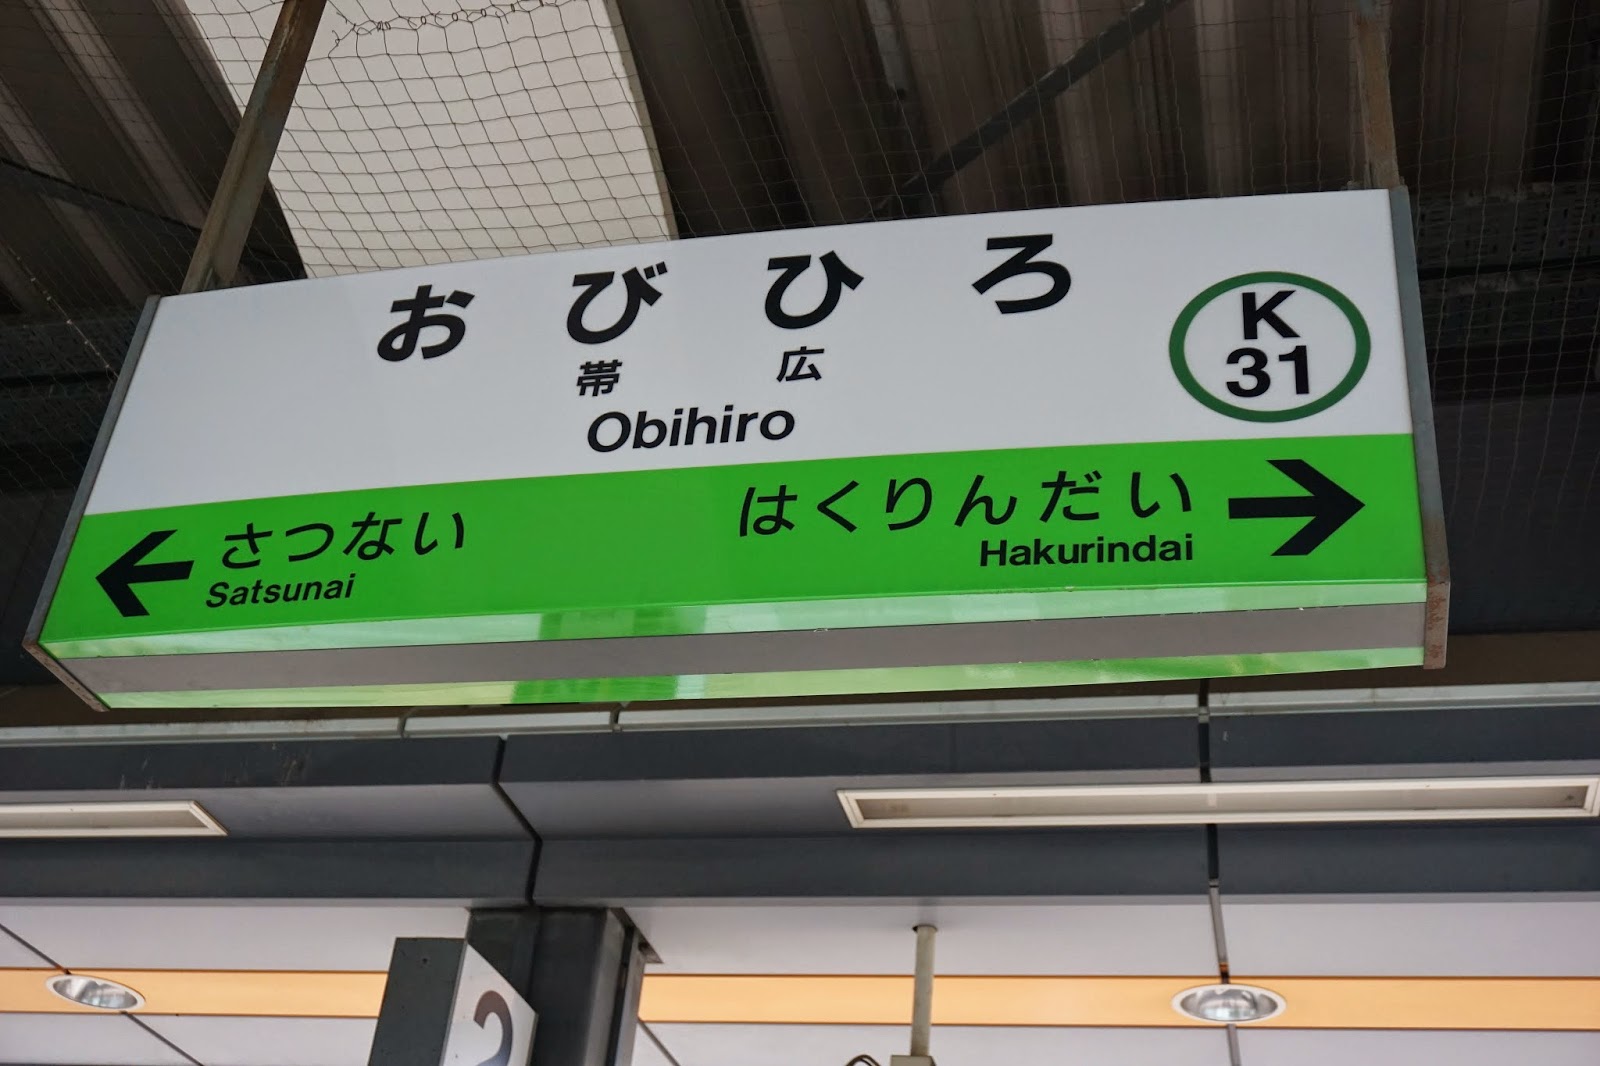 おびひろ
帯広
Obihiro
K
31
さつない
Satsunai
はくりんだい
Hakurindai
2